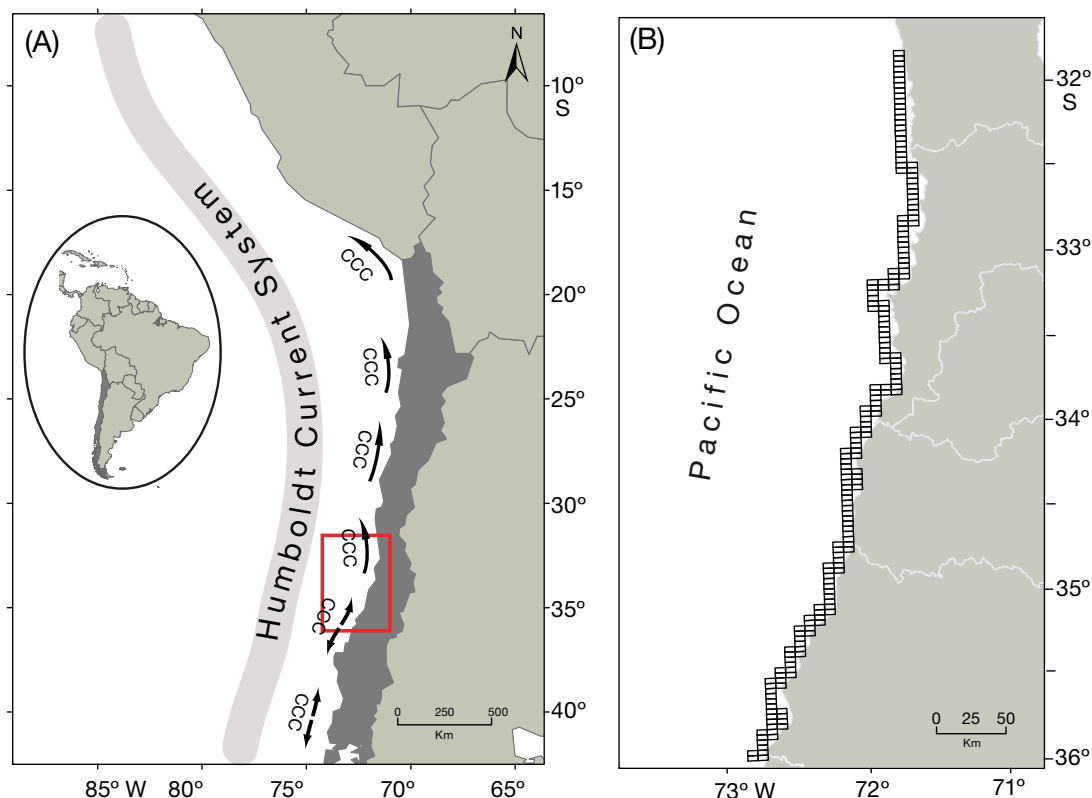 (A)
N
10°
S
15°
20°
25°
30°
35°
40°
Humboldt Current System
CCC
CCC
CCC
CCC
CCC
CCC
0 250 500
Km
85° W 80° 75° 70° 65°
(B)
32°
S
33°
34°
35°
36°
Pacific Ocean
0 25 50
Km
73° W 72° 71°